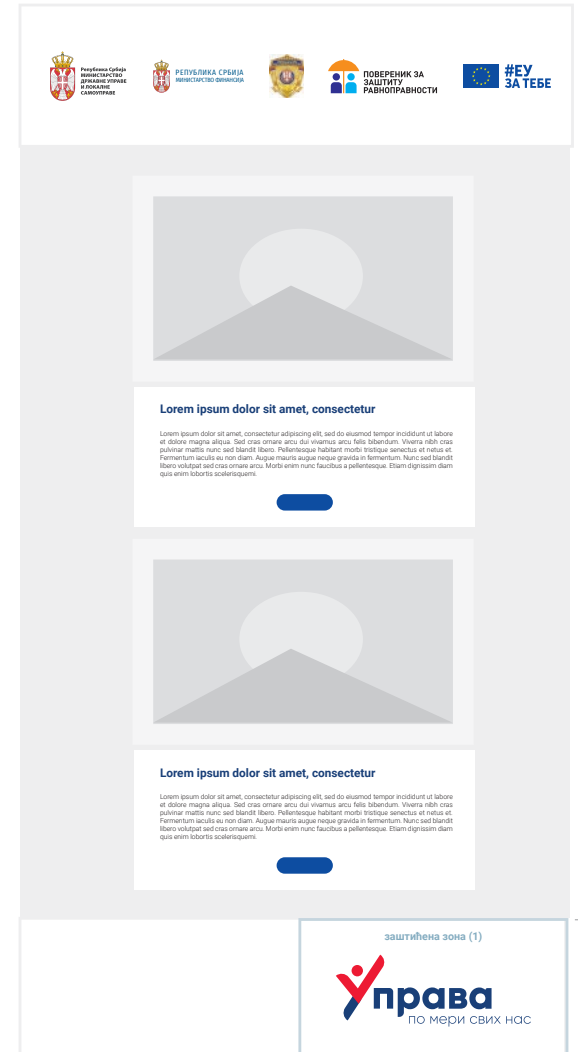 Република Србија
МИНИСТАРСТВО
ДРЖАВНЕ УПРАВЕ
И ЛОКАЛНЕ
САМОУПРАВЕ
РЕПУБЛИКА СРБИЈА
МИНИСТАРСТВО ФИНАНСИЈА
ПОВЕРЕНИК ЗА
ЗАШТИТУ
РАВНОПРАВНОСТИ
#ЕУ
ЗА ТЕБЕ
Lorem ipsum dolor sit amet, consectetur
Lorem ipsum dolor sit amet, consectetur adipiscing elit, sed do eiusmod tempor incididunt ut labore
et dolore magna aliqua. Sed cras ornare arcu dui vivamus arcu felis bibendum. Viverra nibh cras
pulvinar mattis nunc sed blandit libero. Pellentesque habitant morbi tristique senectus et netus et.
Fermentum iaculis eu non diam. Augue mauris augue neque gravida in fermentum. Nunc sed blandit
libero volutpat sed cras ornare arcu. Morbi enim nunc faucibus a pellentesque. Etiam dignissim diam
quis enim lobortis scelerisquemi.
Lorem ipsum dolor sit amet, consectetur
Lorem ipsum dolor sit amet, consectetur adipiscing elit, sed do eiusmod tempor incididunt ut labore
et dolore magna aliqua. Sed cras ornare arcu dui vivamus arcu felis bibendum. Viverra nibh cras
pulvinar mattis nunc sed blandit libero. Pellentesque habitant morbi tristique senectus et netus et.
Fermentum iaculis eu non diam. Augue mauris augue neque gravida in fermentum. Nunc sed blandit
libero volutpat sed cras ornare arcu. Morbi enim nunc faucibus a pellentesque. Etiam dignissim diam
quis enim lobortis scelerisquemi.
заштићена зона (1)
Управа
по мери свих нас